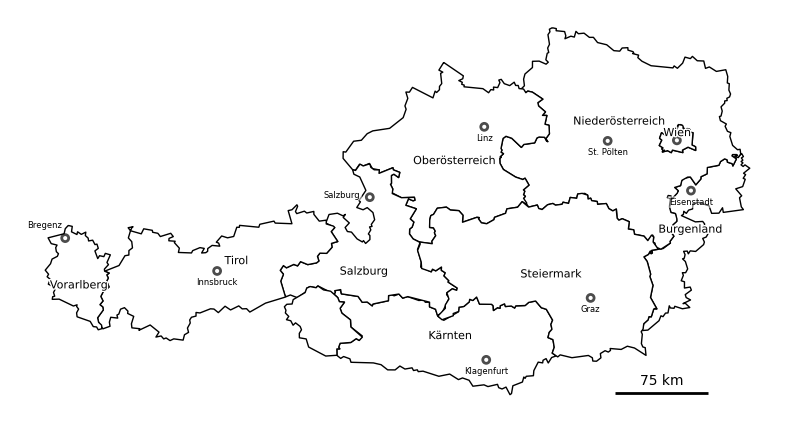 Niederösterreich
Wien
Linz
St. Pölten
Oberösterreich
Salzburg
Eisenstadt
Bregenz
Burgenland
Tirol
Salzburg
Steiermark
Innsbruck
Vorarlberg
Graz
Kärnten
Klagenfurt
75 km